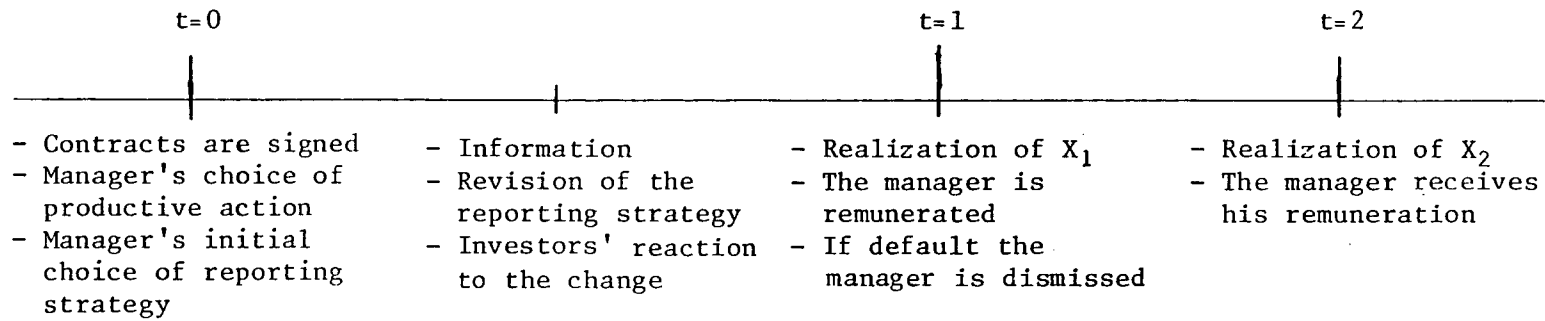 t=0
t=1
t=2
- Contracts are signed
- Manager's choice of
productive action
- Manager's initial
choice of reporting
strategy
- Information
- Revision of the
reporting strategy
- Investors' reaction
to the change
- Realization of X₁
- The manager is
remunerated
- If default the
manager is dismissed
- Realization of X₂
- The manager receives
his remuneration